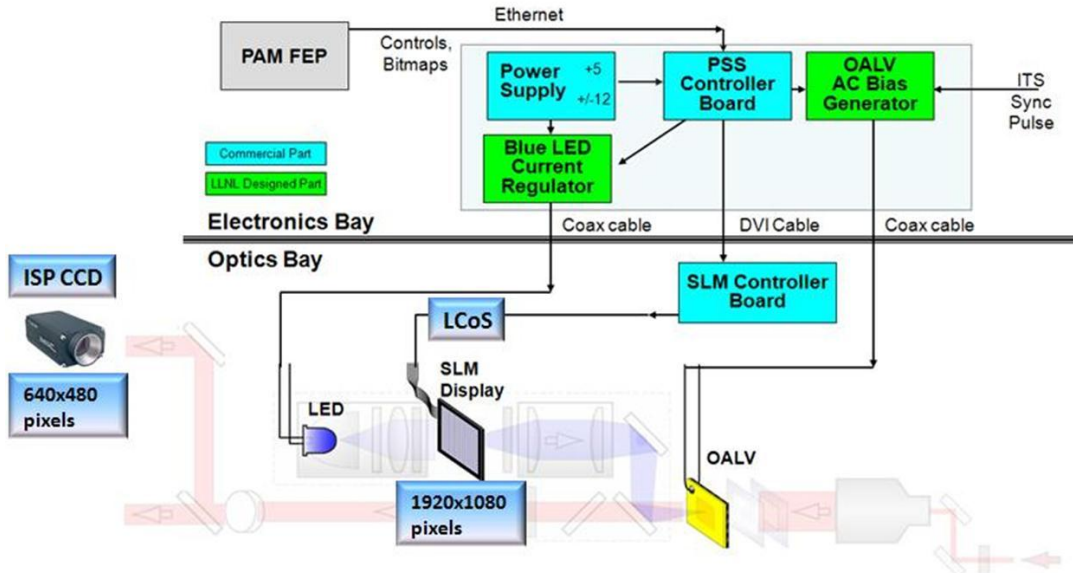 Ethernet
PAM FEP
Controls,
Bitmaps
Power
Supply
+5
+/-12
PSS
Controller
Board
OALV
AC Bias
Generator
ITS
Sync
Pulse
Commercial Part
LLNL Designed Part
Blue LED
Current
Regulator
Electronics Bay
Coax cable
DVI Cable
Coax cable
Optics Bay
ISP CCD
SLM Controller
Board
LCoS
SLM
Display
640x480
pixels
LED
OALV
1920x1080
pixels